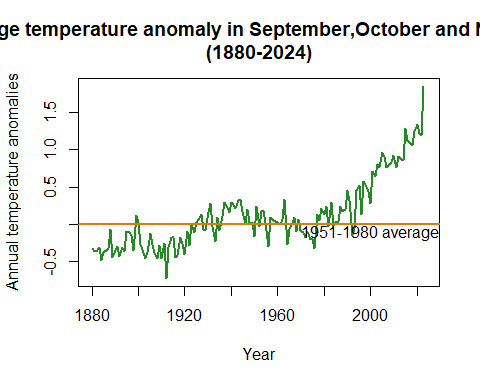 ge temperature anomaly in September,October and N
(1880-2024)
Annual temperature anomalies
1.5
1.0
0.5
-0.5
1951-1980 average
1880
1920
1960
2000
Year